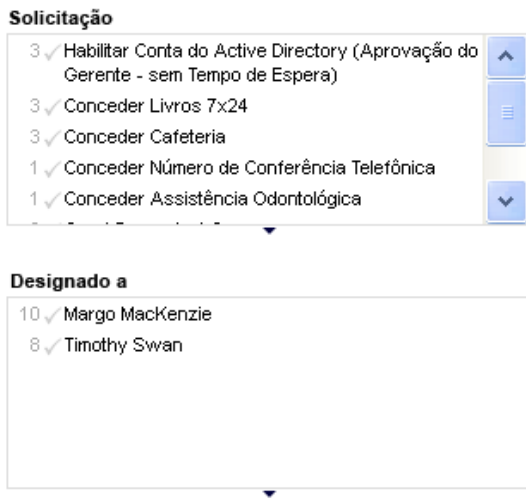 Solicitação
3 Habilitar Conta do Active Directory (Aprovação do
Gerente - sem Tempo de Espera)
3 Conceder Livros 7x24
3 Conceder Cafeteria
1 Conceder Número de Conferência Telefônica
1 Conceder Assistência Odontológica
Designado a
10 Margo MacKenzie
8 Timothy Swan